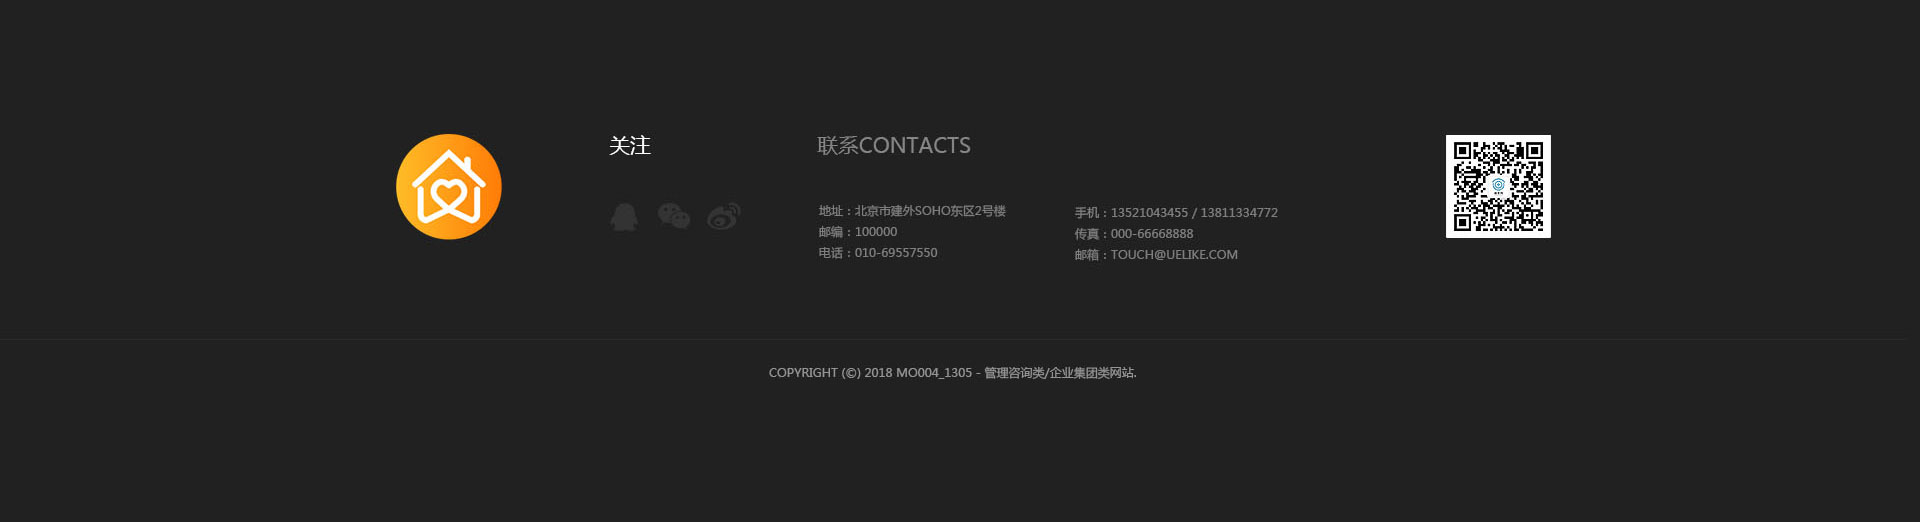 关注
联系CONTACTS
地址：北京市建外SOHO东区2号楼
邮编：100000
电话：010-69557550
手机：13521043455 / 13811334772
传真：000-66668888
邮箱：TOUCH@UELIKE.COM
COPYRIGHT (©) 2018 MO004_1305 - 管理咨询类/企业集团类网站.